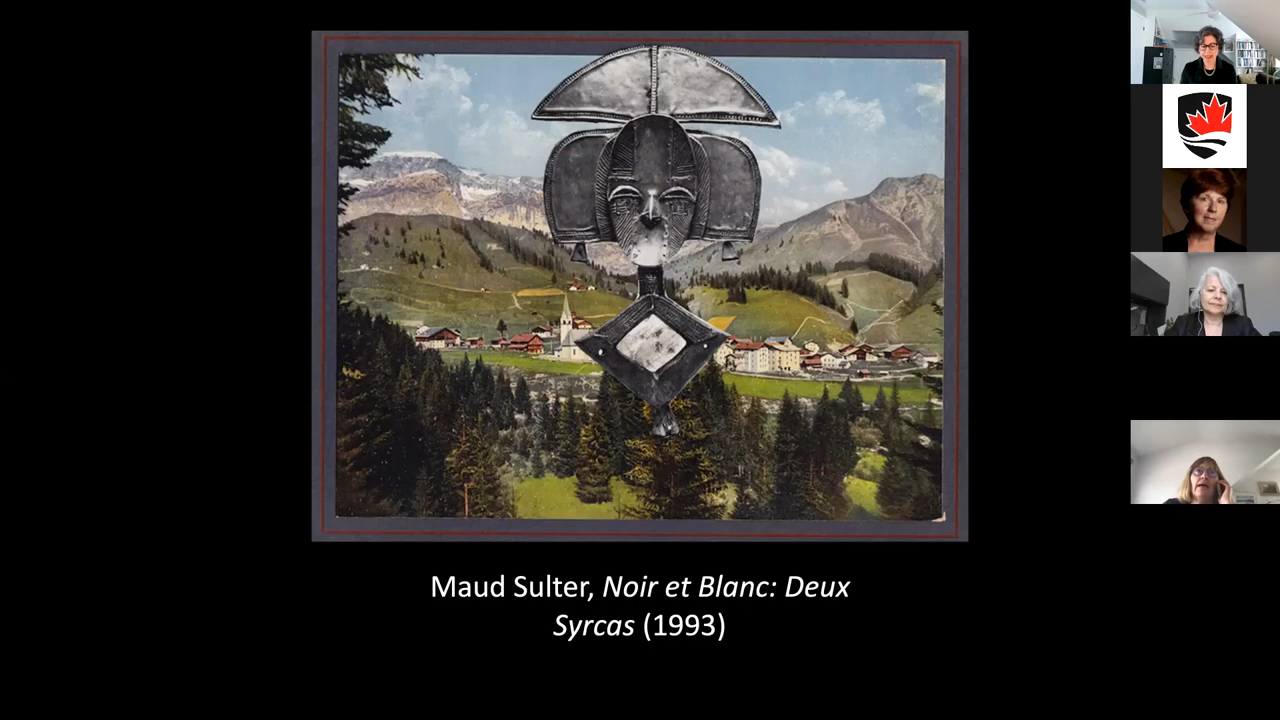 Maud Sulter, Noir et Blanc: Deux
Syrcas (1993)